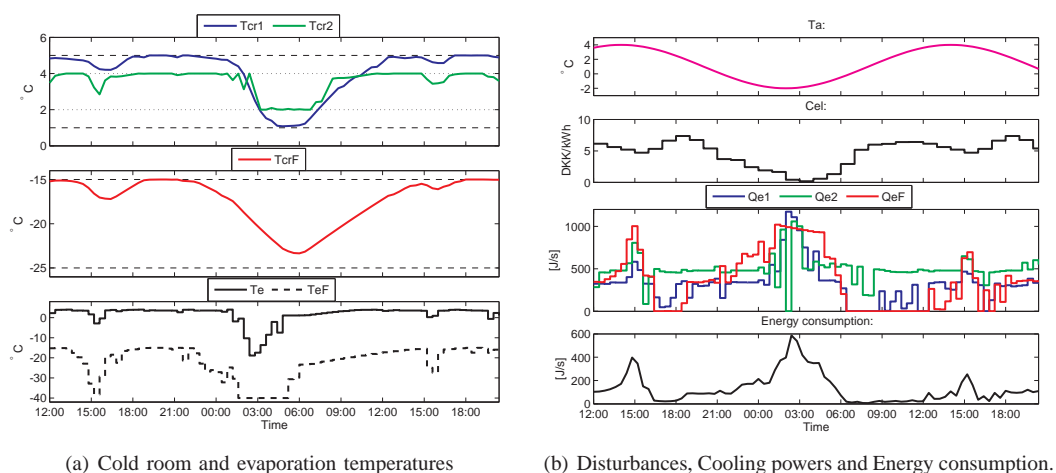 Tcr1 Tcr2
6
4
2
0
° C
TcrF
-15
-20
-25
° C
Te TeF
0
-10
-20
-30
-40
° C
12:00 15:00 18:00 21:00 00:00 03:00 06:00 09:00 12:00 15:00 18:00
Time
(a) Cold room and evaporation temperatures
Ta:
4
2
0
-2
° C
Cel:
10
5
0
DKK/kWh
Qe1 Qe2 QeF
1000
500
0
[J/s]
Energy consumption:
600
400
200
0
[J/s]
12:00 15:00 18:00 21:00 00:00 03:00 06:00 09:00 12:00 15:00 18:00
Time
(b) Disturbances, Cooling powers and Energy consumption.